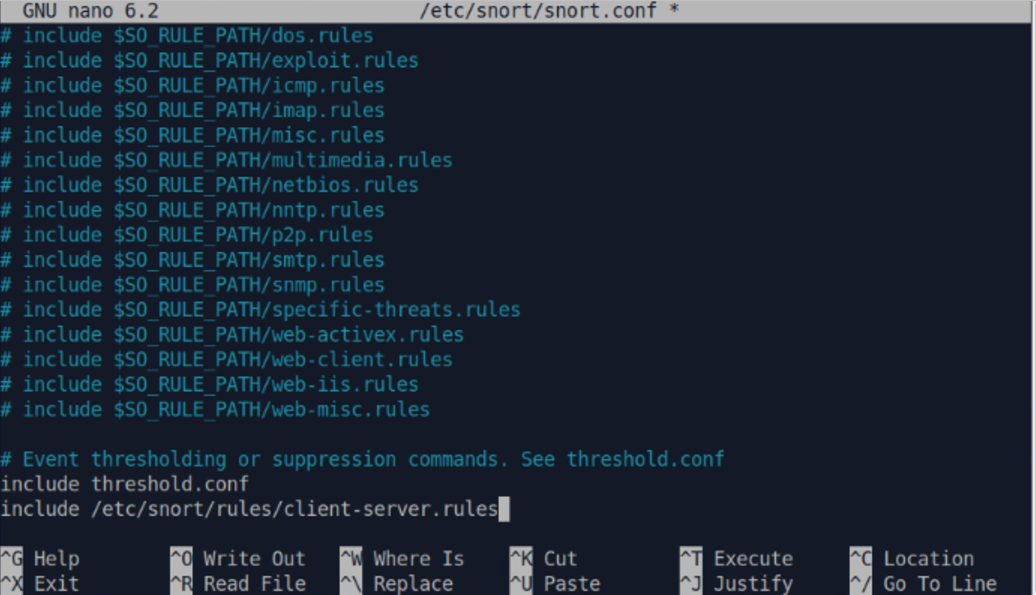 GNU nano 6.2 /etc/snort/snort.conf *
# include $SO_RULE_PATH/dos.rules
# include $SO_RULE_PATH/exploit.rules
# include $SO_RULE_PATH/icmp.rules
# include $SO_RULE_PATH/imap.rules
# include $SO_RULE_PATH/misc.rules
# include $SO_RULE_PATH/multimedia.rules
# include $SO_RULE_PATH/netbios.rules
# include $SO_RULE_PATH/nntp.rules
# include $SO_RULE_PATH/p2p.rules
# include $SO_RULE_PATH/smtp.rules
# include $SO_RULE_PATH/snmp.rules
# include $SO_RULE_PATH/specific-threats.rules
# include $SO_RULE_PATH/web-activex.rules
# include $SO_RULE_PATH/web-client.rules
# include $SO_RULE_PATH/web-iis.rules
# include $SO_RULE_PATH/web-misc.rules
# Event thresholding or suppression commands. See threshold.conf
include threshold.conf
include /etc/snort/rules/client-server.rules
^G Help ^O Write Out ^W Where Is ^K Cut ^T Execute ^C Location
^X Exit ^R Read File ^\ Replace ^U Paste ^J Justify ^/ Go To Line